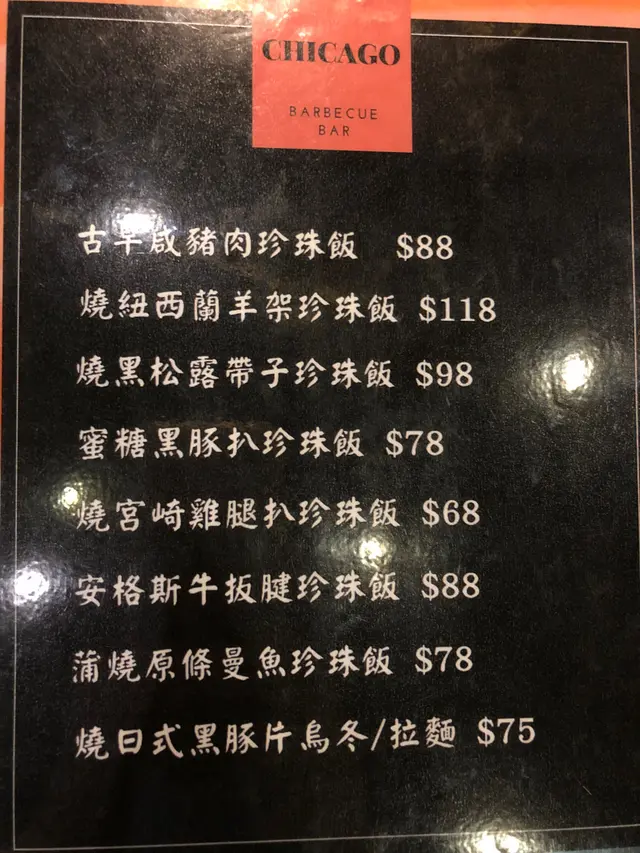 CHICAGO
BARBECUE
BAR
古早咸豬肉珍珠飯 $88
燒紐西蘭羊架珍珠飯 $118
燒黑松露帶子珍珠飯 $98
蜜糖黑豚扒珍珠飯 $78
燒宮崎雞腿扒珍珠飯 $68
安格斯牛扳腱珍珠飯 $88
蒲燒原條曼魚珍珠飯 $78
燒日式黑豚片烏冬/拉麵 $75